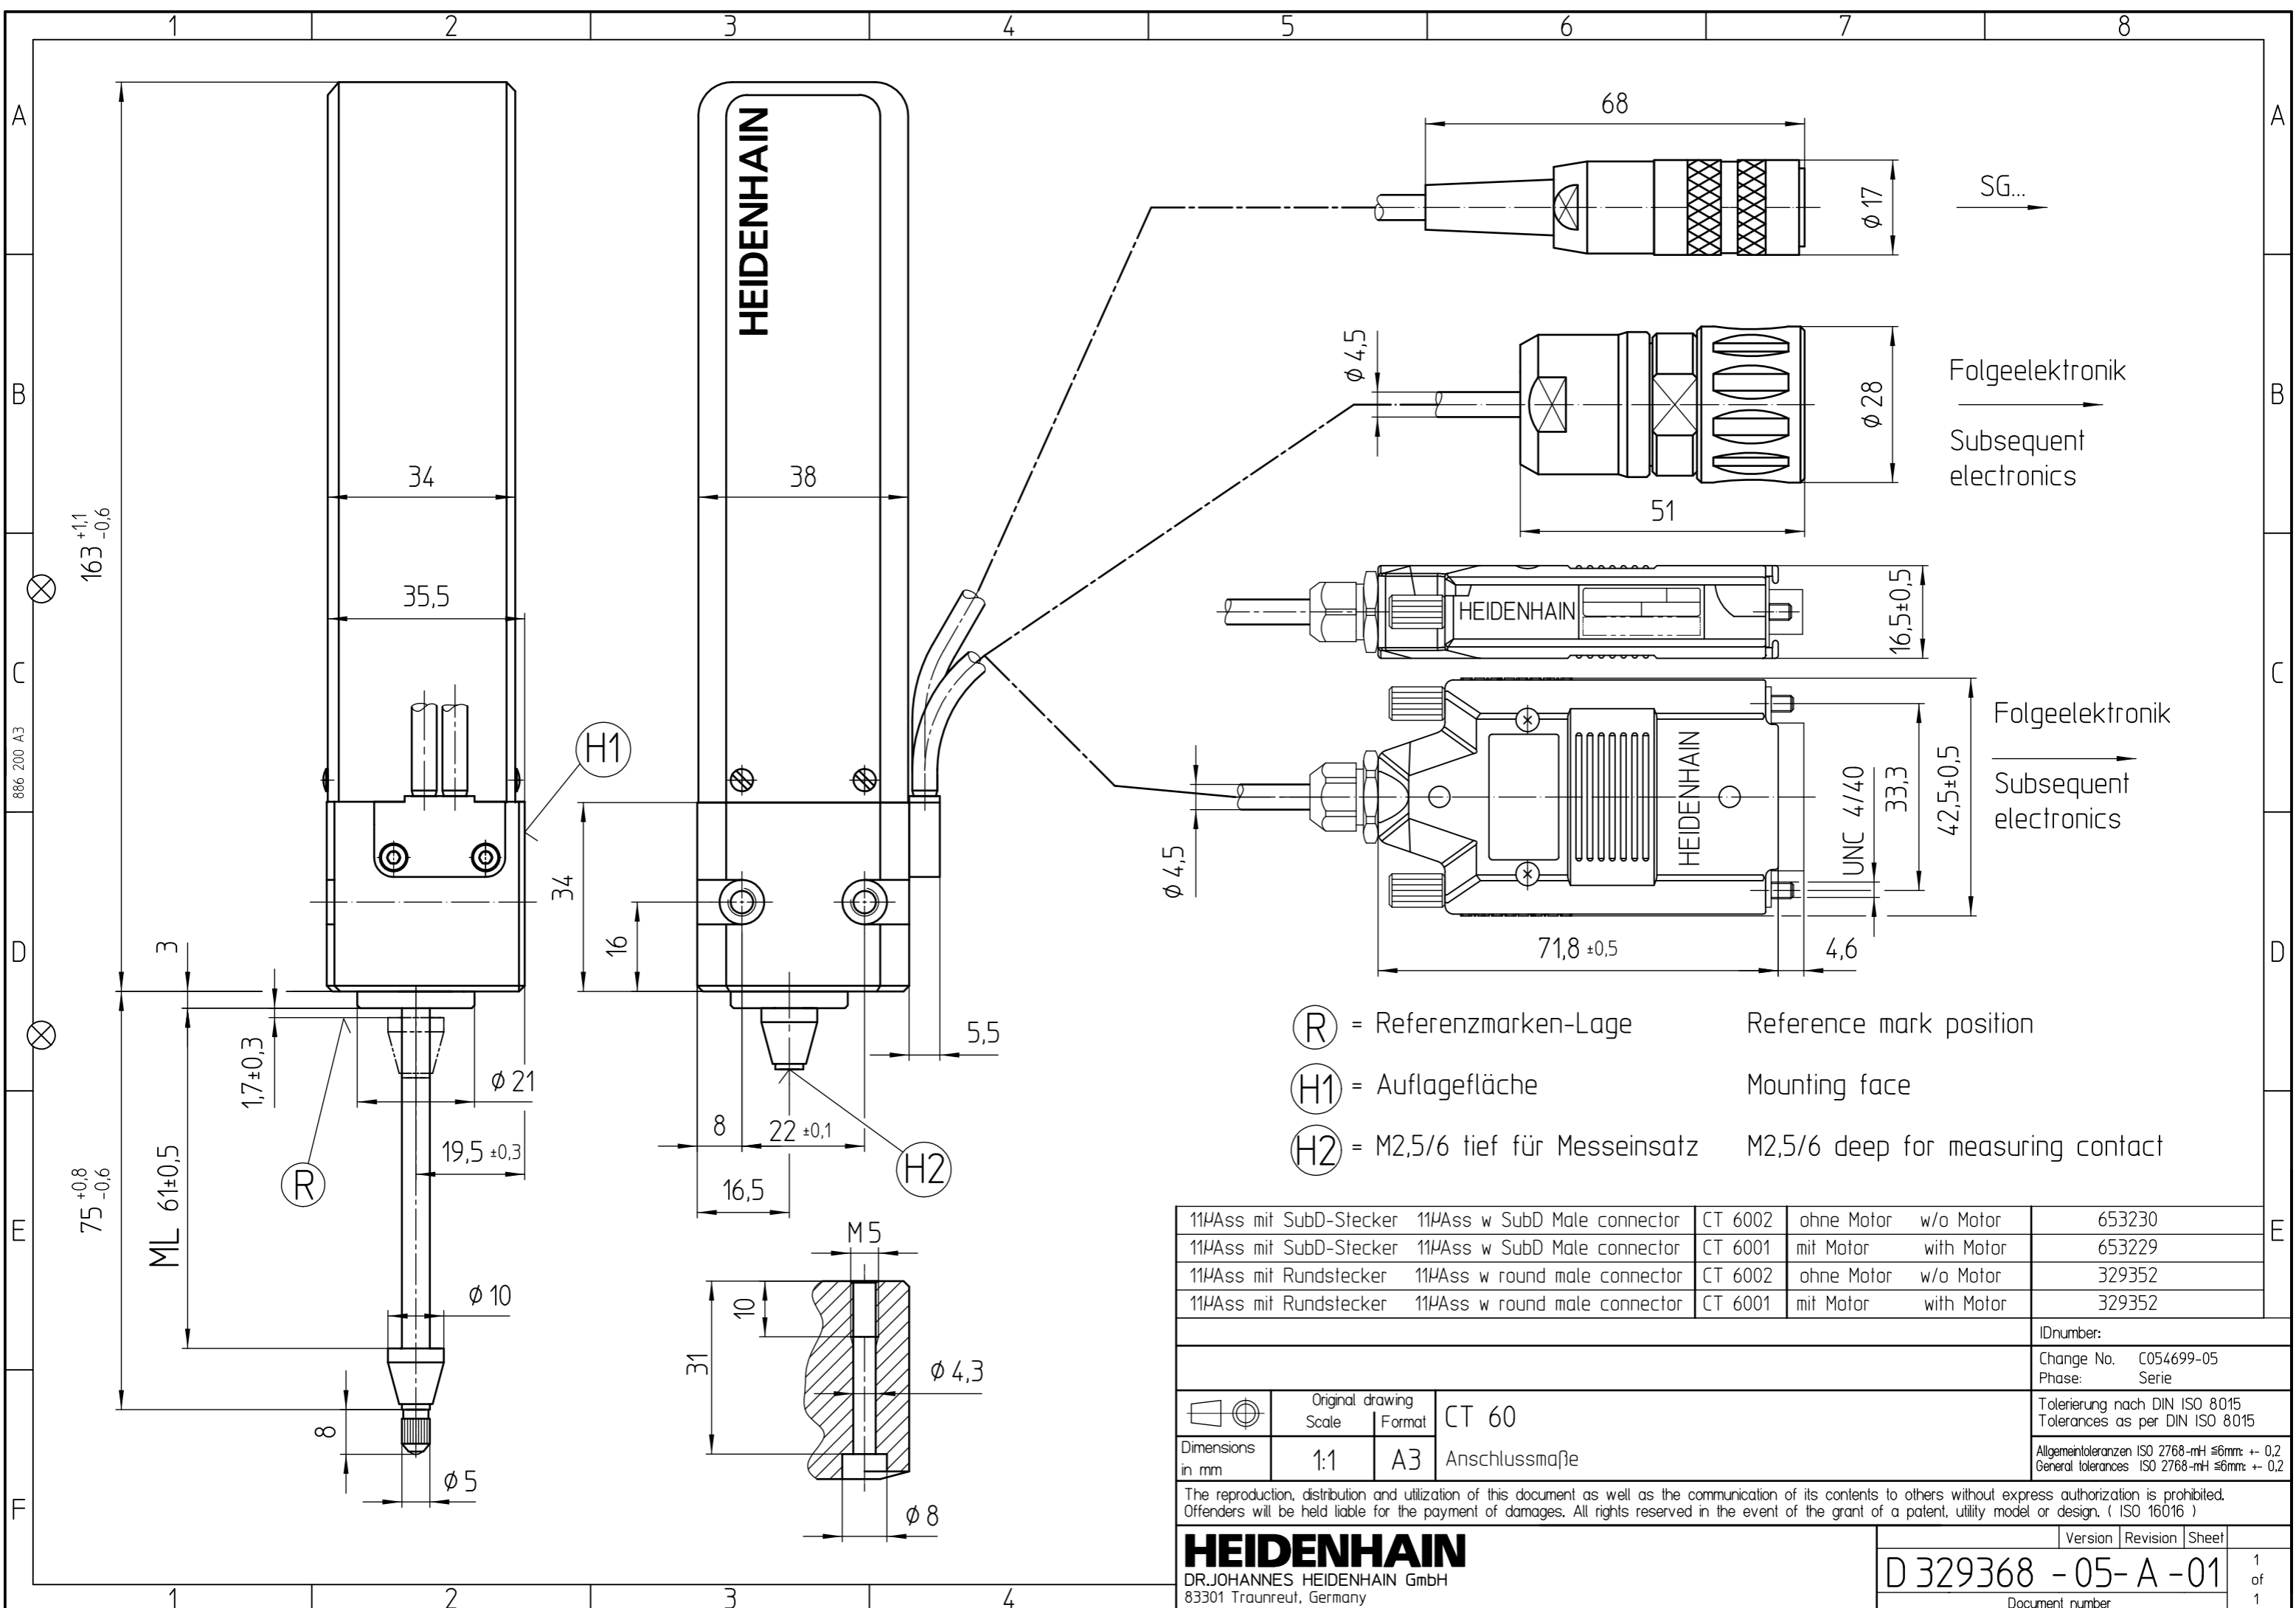 1 2 3 4 5 6 7 8
A A
68
HEIDENHAIN
φ 17
SG...
φ 4,5
B B
Folgeelektronik
φ 28
Subsequent
electronics
34
38
51
163 +1,1 -0,6
35,5
HEIDENHAIN
16,5±0,5
C C
886 200 A3
H1
HEIDENHAIN
Folgeelektronik
Subsequent
electronics
UNC 4/40
33,3
42,5±0,5
φ 4,5
34
16
3
D D
71,8 ±0,5
4,6
1,7±0,3
5,5
φ 21
R = Referenzmarken-Lage Reference mark position
H1 = Auflagefläche Mounting face
H2 = M2,5/6 tief für Messeinsatz M2,5/6 deep for measuring contact
8
22 ±0,1
19,5 ±0,3
H2
R
16,5
75 +0,8 -0,6
ML 61±0,5
E E
M 5
10
31
φ 10
φ 4,3
8
φ 5
φ 8
F
11µAss mit SubD-Stecker 11µAss w SubD Male connector CT 6002 ohne Motor w/o Motor 653230
11µAss mit SubD-Stecker 11µAss w SubD Male connector CT 6001 mit Motor with Motor 653229
11µAss mit Rundstecker 11µAss w round male connector CT 6002 ohne Motor w/o Motor 329352
11µAss mit Rundstecker 11µAss w round male connector CT 6001 mit Motor with Motor 329352
IDnumber:
Change No. C054699-05
Phase: Serie
Original drawing
Scale Format
CT 60
Tolerierung nach DIN ISO 8015
Tolerances as per DIN ISO 8015
Dimensions
in mm
1:1 A3 Anschlussmaße
Allgemeintoleranzen ISO 2768-mH ≤6mm: +- 0,2
General tolerances ISO 2768-mH ≤6mm: +- 0,2
The reproduction, distribution and utilization of this document as well as the communication of its contents to others without express authorization is prohibited.
Offenders will be held liable for the payment of damages. All rights reserved in the event of the grant of a patent, utility model or design. ( ISO 16016 )
HEIDENHAIN
DR.JOHANNES HEIDENHAIN GmbH
83301 Traunreut, Germany
Version Revision Sheet
D 329368 - 05- A -01
1
of
1
Document number
1 2 3 4